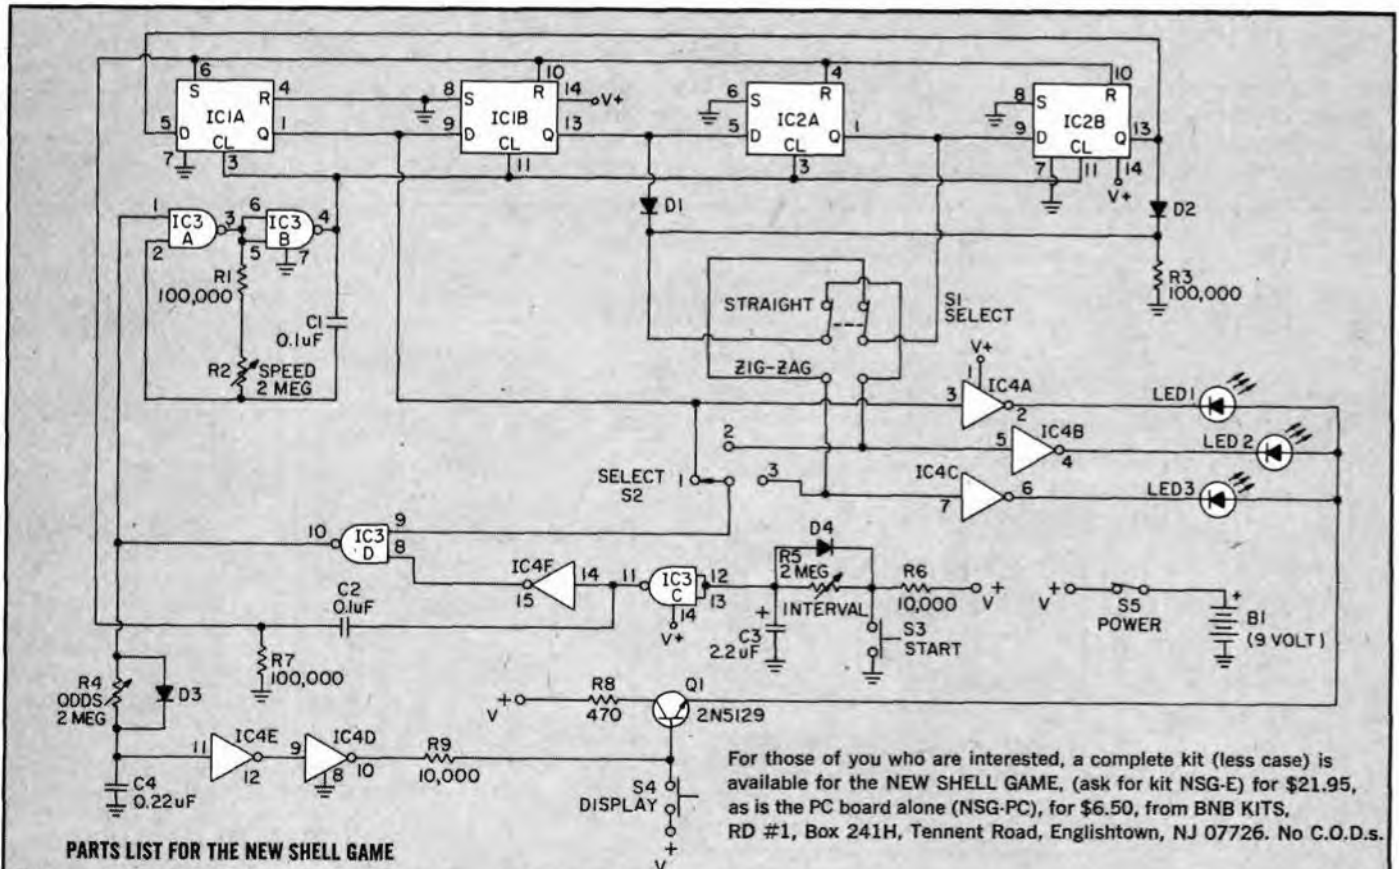 6 4 10 4 10
S R 8 S R 14 V+ 6 S R 8 S R
IC1A IC1B IC2A IC2B
5 D Q 1 9 D Q 13 5 D Q 1 9 D Q 13
7 CL 3 CL 11 CL 3 7 CL 11 14
V+
D1 D2
1 IC3 A 3 6 IC3 B 4
2 5 7
R1
100,000
C1
0.1uF
R2 SPEED
2 MEG
R3
100,000
STRAIGHT S1
SELECT
ZIG-ZAG
V+
1 IC4A
3 2 LED1
2 5 IC4B 4 LED 2
SELECT 1 3 IC4C
S2 7 6 LED3
10 IC3 D 9
8
IC4F
15 14
11 IC3 C 12
13
14
V+
D4
R5
2 MEG
INTERVAL
R6
10,000 V+
C3 +
2.2uF
S3
START
V+ S5
POWER
+ B1
(9 VOLT)
C2
0.1uF
R7
100,000
R4
ODDS
2 MEG
D3
V+ R8
470
Q1
2N5129
11 IC4E 12 9 IC4D 10
8
R9
10,000
C4
0.22uF
S4
DISPLAY
V+
For those of you who are interested, a complete kit (less case) is
available for the NEW SHELL GAME, (ask for kit NSG-E) for $21.95,
as is the PC board alone (NSG-PC), for $6.50, from BNB KITS,
RD #1, Box 241H, Tennent Road, Englishtown, NJ 07726. No C.O.D.s.
PARTS LIST FOR THE NEW SHELL GAME